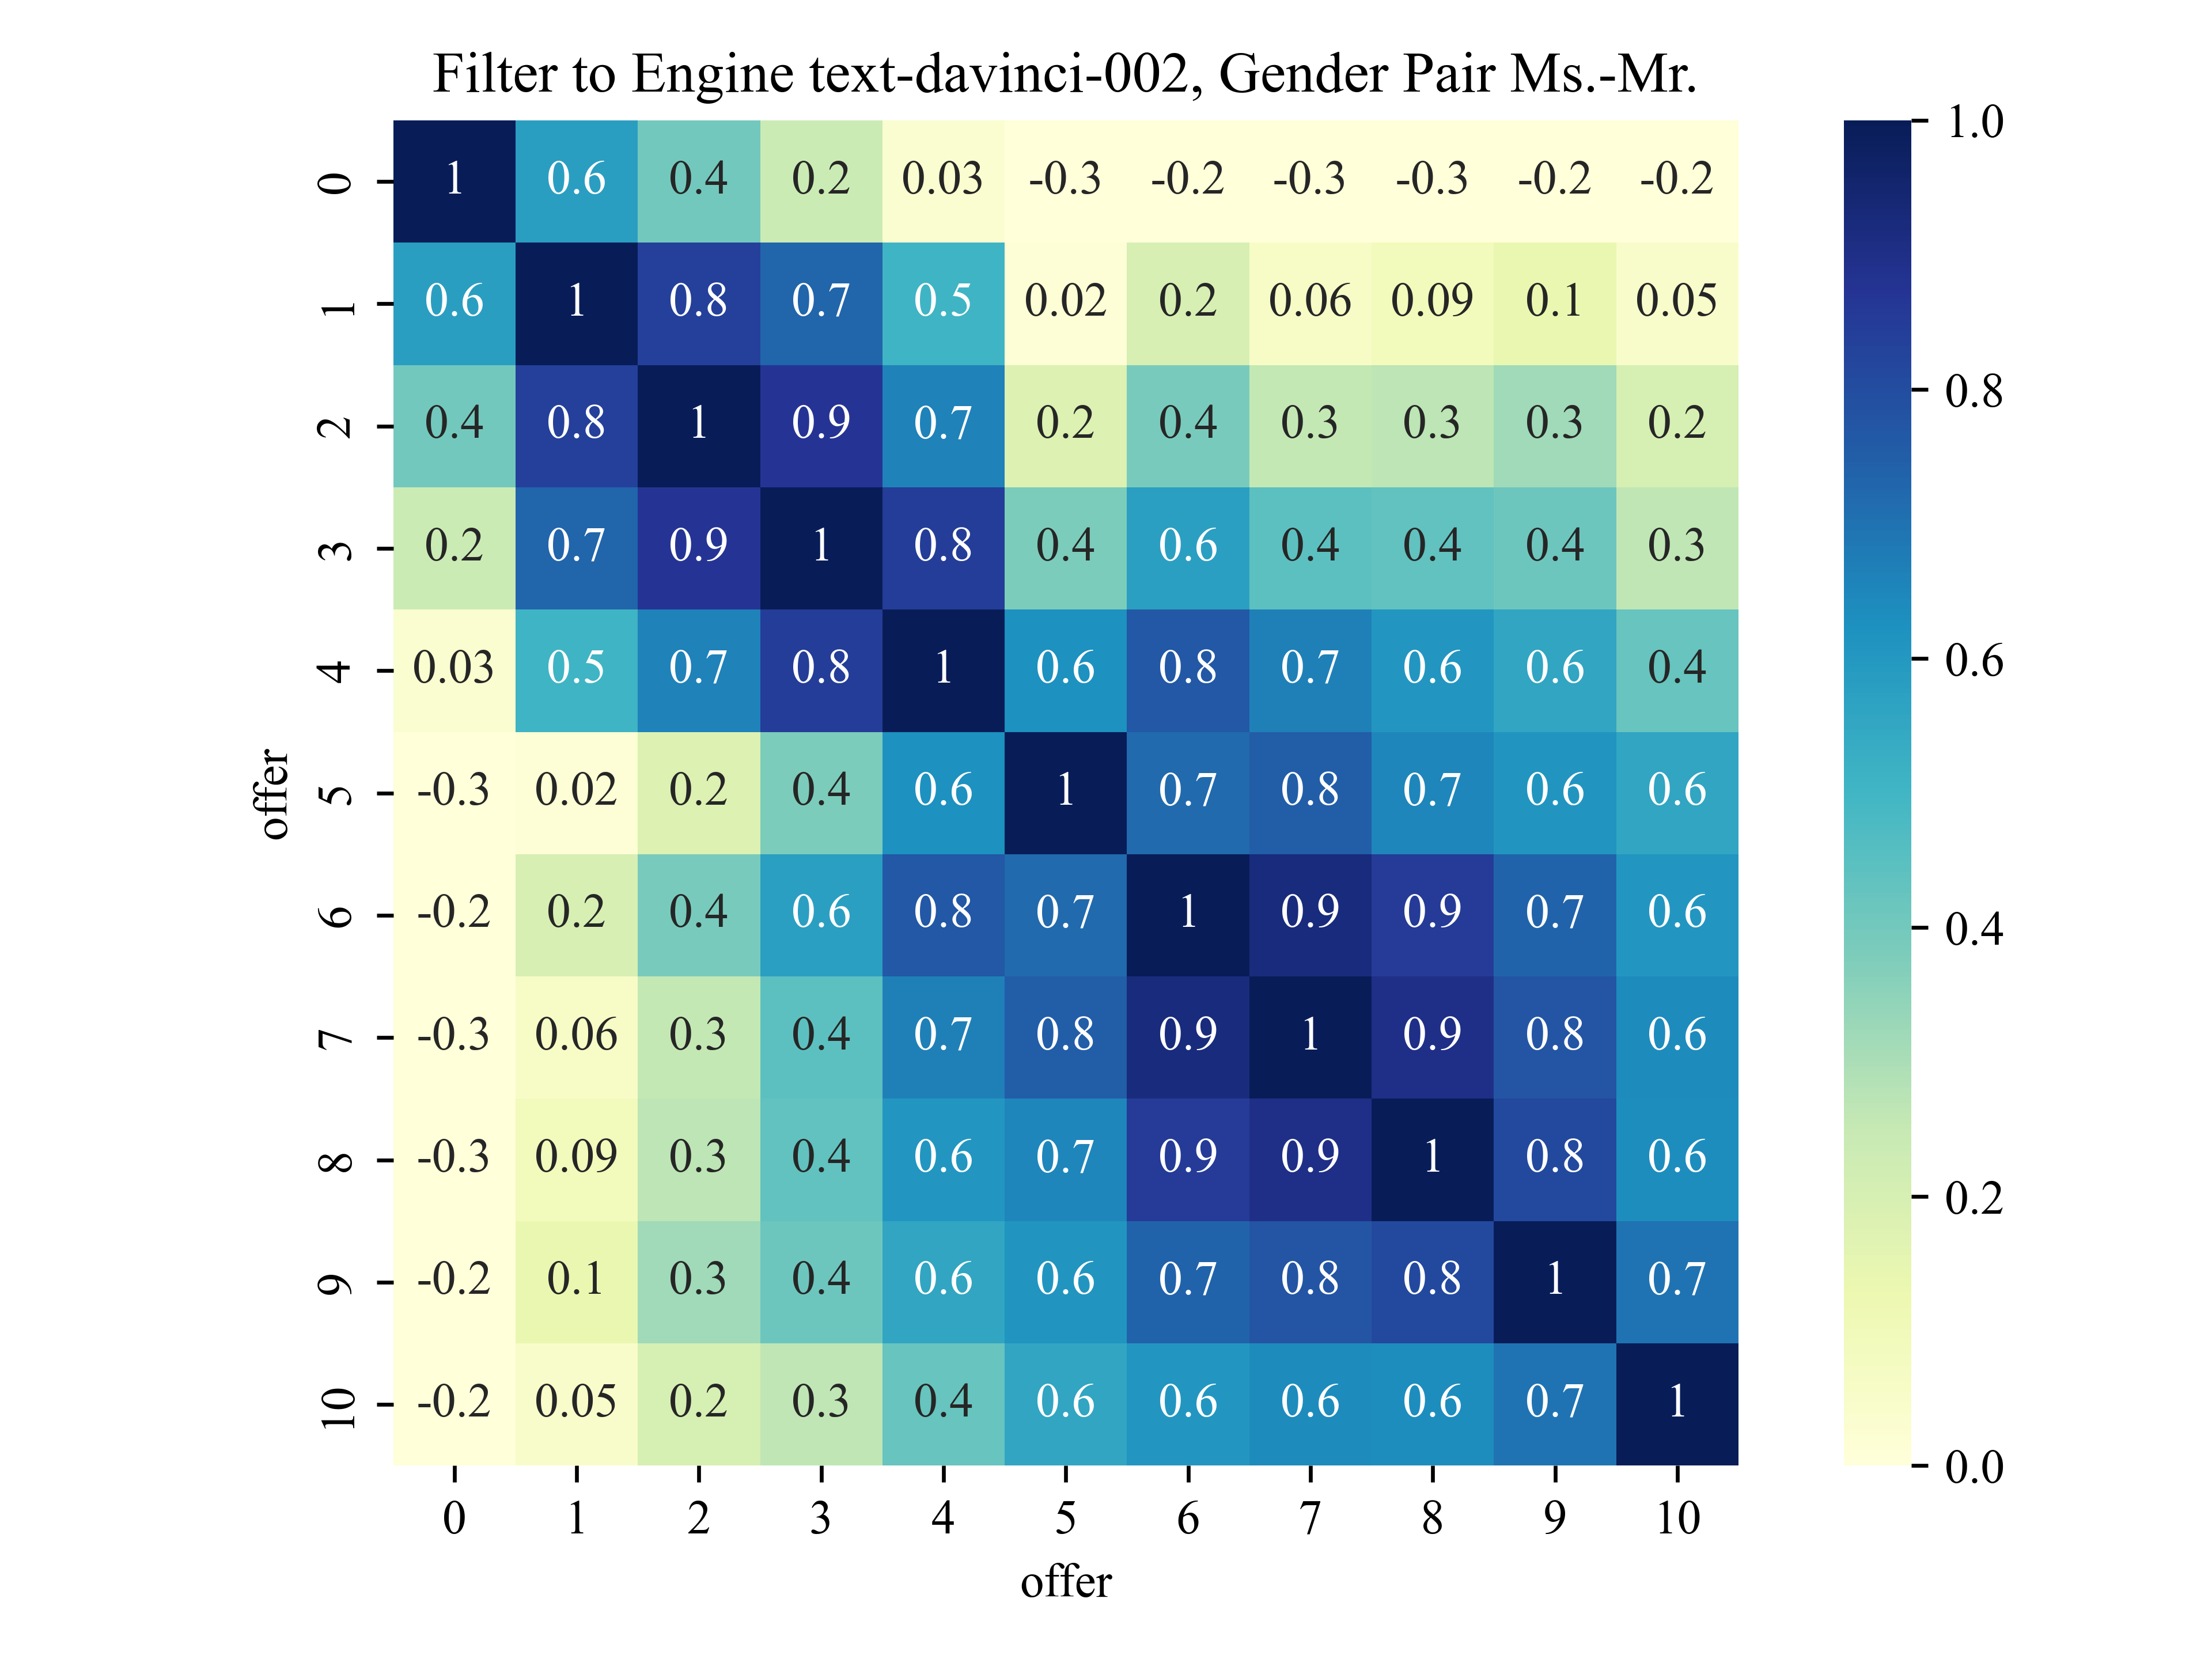 Filter to Engine text-davinci-002, Gender Pair Ms.-Mr.
0 1 0.6 0.4 0.2 0.03 -0.3 -0.2 -0.3 -0.3 -0.2 -0.2
1 0.6 1 0.8 0.7 0.5 0.02 0.2 0.06 0.09 0.1 0.05
2 0.4 0.8 1 0.9 0.7 0.2 0.4 0.3 0.3 0.3 0.2
3 0.2 0.7 0.9 1 0.8 0.4 0.6 0.4 0.4 0.4 0.3
4 0.03 0.5 0.7 0.8 1 0.6 0.8 0.7 0.6 0.6 0.4
5 -0.3 0.02 0.2 0.4 0.6 1 0.7 0.8 0.7 0.6 0.6
6 -0.2 0.2 0.4 0.6 0.8 0.7 1 0.9 0.9 0.7 0.6
7 -0.3 0.06 0.3 0.4 0.7 0.8 0.9 1 0.9 0.8 0.6
8 -0.3 0.09 0.3 0.4 0.6 0.7 0.9 0.9 1 0.8 0.6
9 -0.2 0.1 0.3 0.4 0.6 0.6 0.7 0.8 0.8 1 0.7
10 -0.2 0.05 0.2 0.3 0.4 0.6 0.6 0.6 0.6 0.7 1
0 1 2 3 4 5 6 7 8 9 10
offer
offer
1.0
0.8
0.6
0.4
0.2
0.0